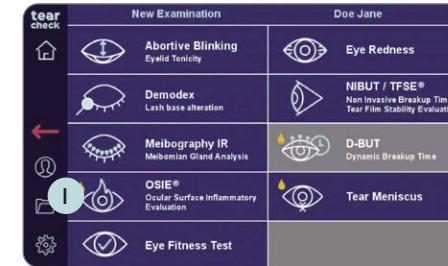 tear
check
New Examination
Doe Jane
Abortive Blinking
Eyelid Tonicity
Eye Redness
Demodex
Lash base alteration
NIBUT / TFSE®
Non Invasive Breakup Tim
Tear Film Stability Evaluati
Meibography IR
Meibomian Gland Analysis
D-BUT
Dynamic Breakup Time
I
OSIE®
Ocular Surface Inflammatory
Evaluation
Tear Meniscus
Eye Fitness Test